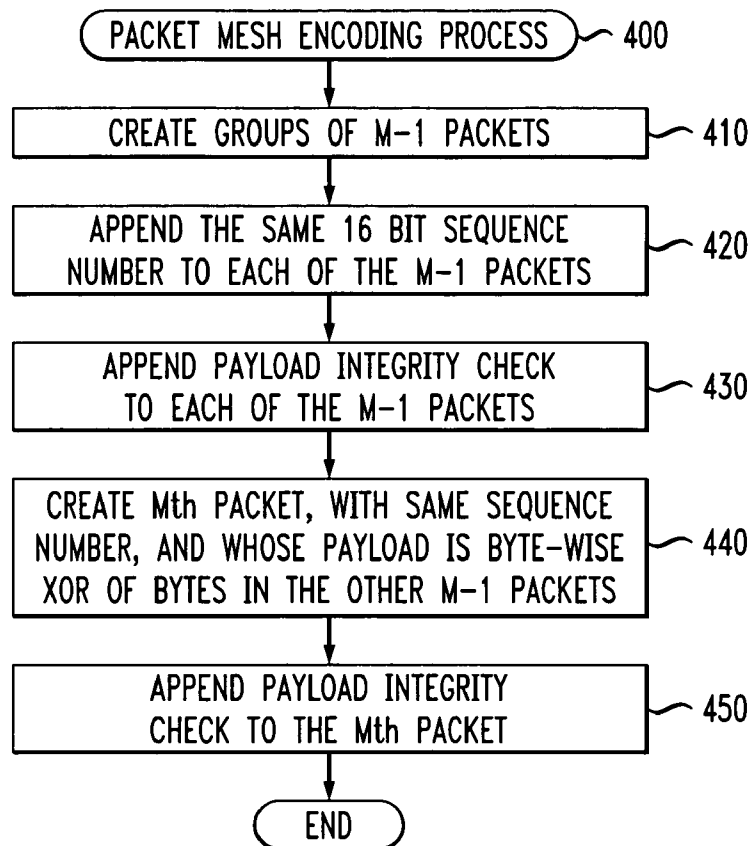 PACKET MESH ENCODING PROCESS
400
CREATE GROUPS OF M-1 PACKETS
410
APPEND THE SAME 16 BIT SEQUENCE
NUMBER TO EACH OF THE M-1 PACKETS
420
APPEND PAYLOAD INTEGRITY CHECK
TO EACH OF THE M-1 PACKETS
430
CREATE Mth PACKET, WITH SAME SEQUENCE
NUMBER, AND WHOSE PAYLOAD IS BYTE-WISE
XOR OF BYTES IN THE OTHER M-1 PACKETS
440
APPEND PAYLOAD INTEGRITY
CHECK TO THE Mth PACKET
450
END